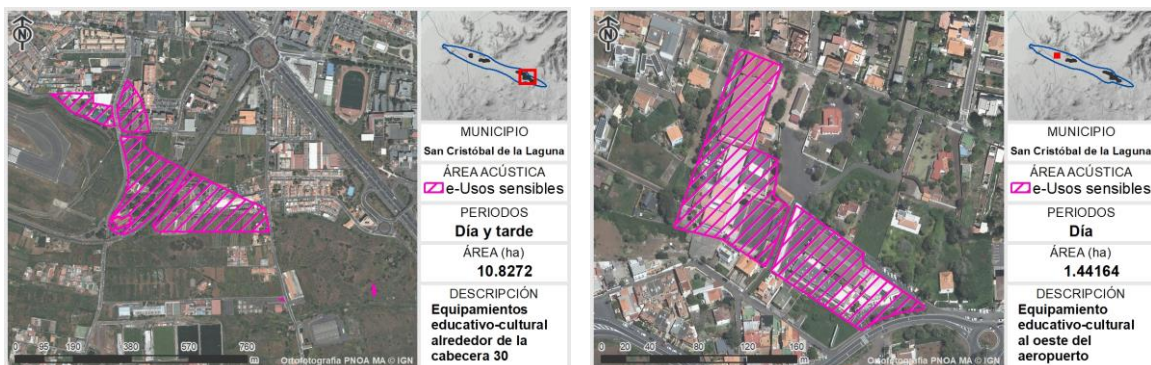 N
MUNICIPIO
San Cristóbal de la Laguna
ÁREA ACÚSTICA
e-Usos sensibles
PERIODOS
Día y tarde
ÁREA (ha)
10.8272
DESCRIPCIÓN
Equipamientos
educativo-cultural
alrededor de la
cabecera 30
0 95 190 380 570 760
m
Ortofotografía PNOA MA © IGN
N
MUNICIPIO
San Cristóbal de la Laguna
ÁREA ACÚSTICA
e-Usos sensibles
PERIODOS
Día
ÁREA (ha)
1.44164
DESCRIPCIÓN
Equipamiento
educativo-cultural
al oeste del
aeropuerto
0 20 40 80 120 160
m
Ortofotografía PNOA MA © IGN